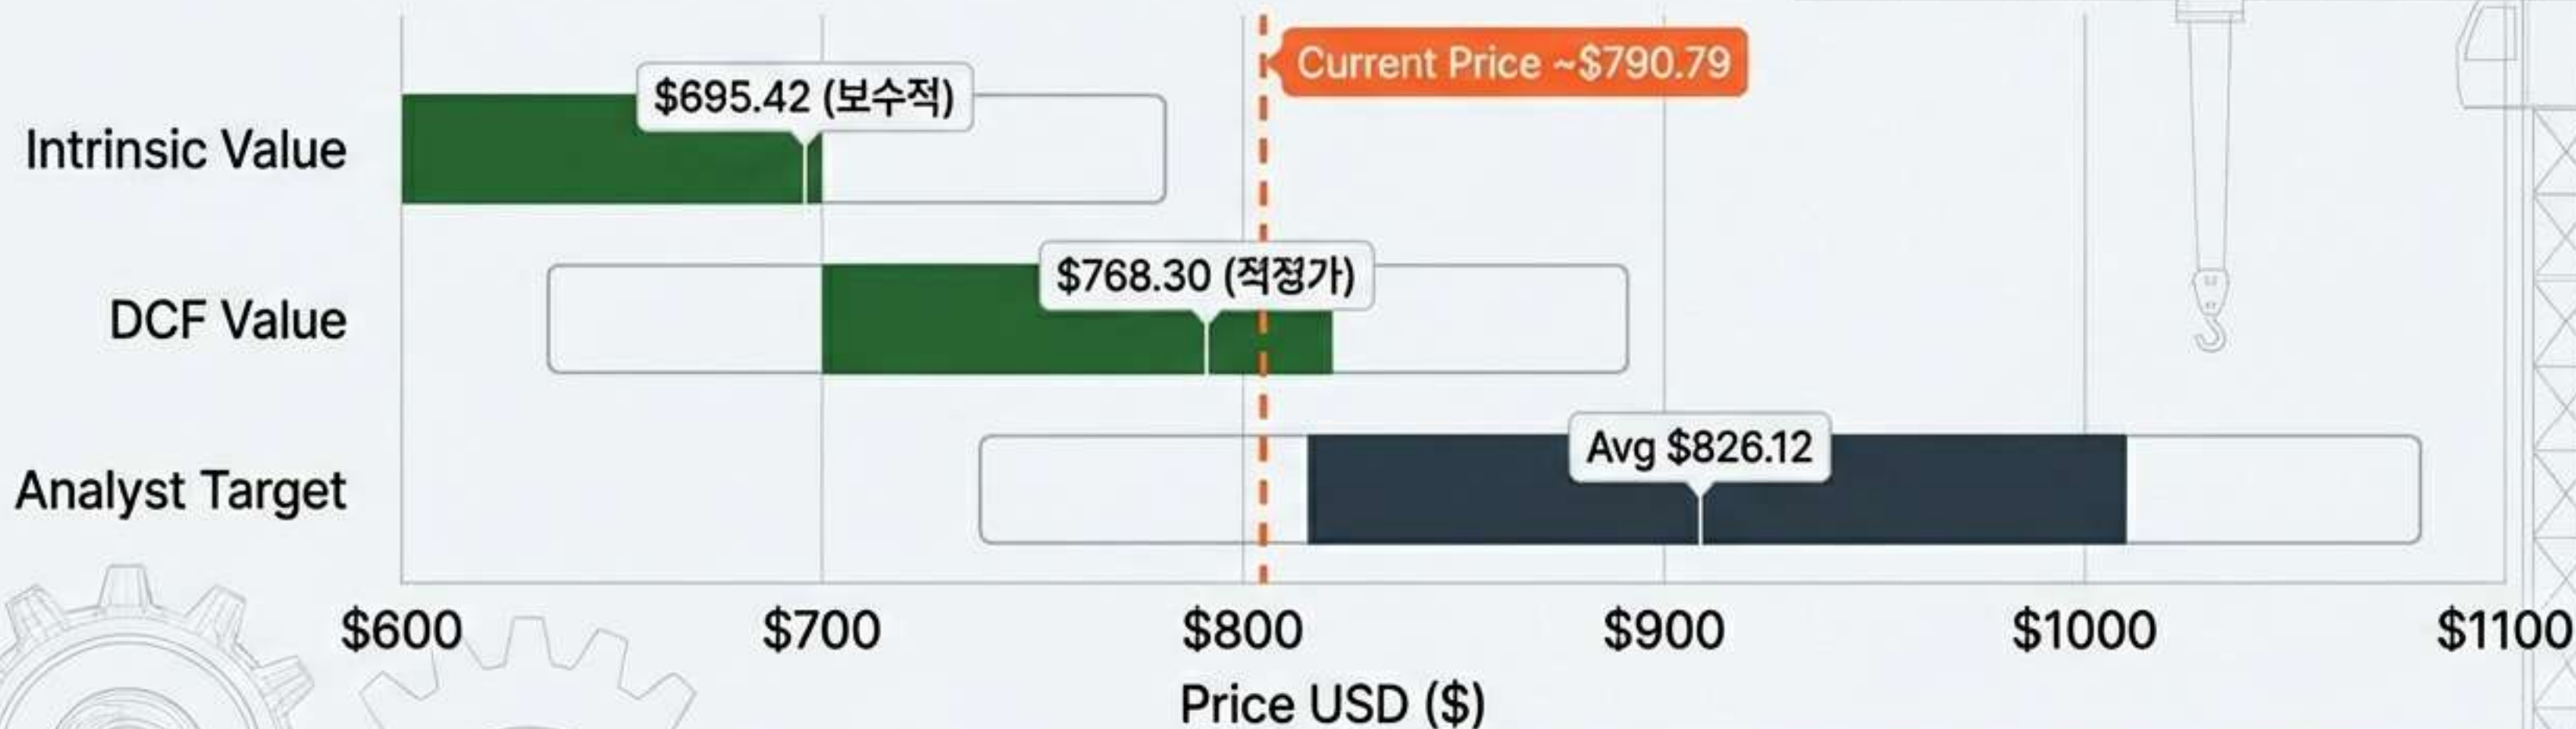 Current Price ~$790.79
$695.42 (보수적)
Intrinsic Value
$768.30 (적정가)
DCF Value
Avg $826.12
Analyst Target
$600 $700 $800 $900 $1000 $1100
Price USD ($)